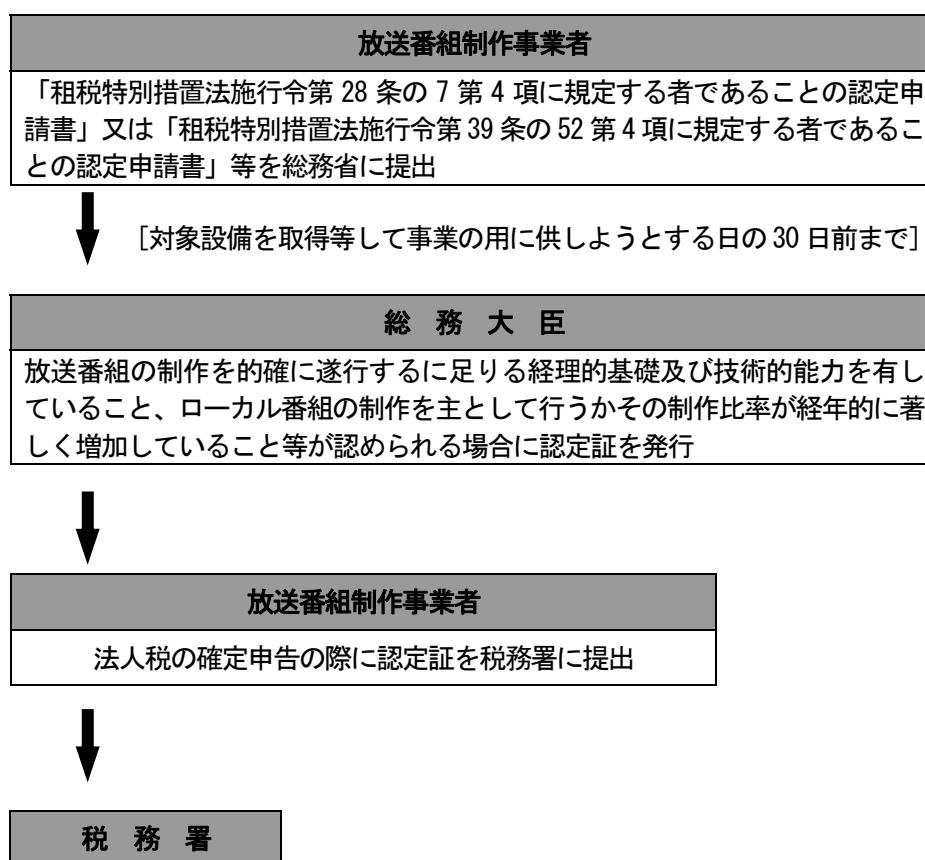 放送番組制作事業者
「租税特別措置法施行令第 28 条の 7 第 4 項に規定する者であることの認定申
請書」又は「租税特別措置法施行令第 39 条の 52 第 4 項に規定する者であるこ
との認定申請書」等を総務省に提出
［対象設備を取得等して事業の用に供しようとする日の 30 日前まで］
総 務 大 臣
放送番組の制作を的確に遂行するに足りる経理的基礎及び技術的能力を有し
ていること、ローカル番組の制作を主として行うかその制作比率が経年的に著
しく増加していること等が認められる場合に認定証を発行
放送番組制作事業者
法人税の確定申告の際に認定証を税務署に提出
税 務 署